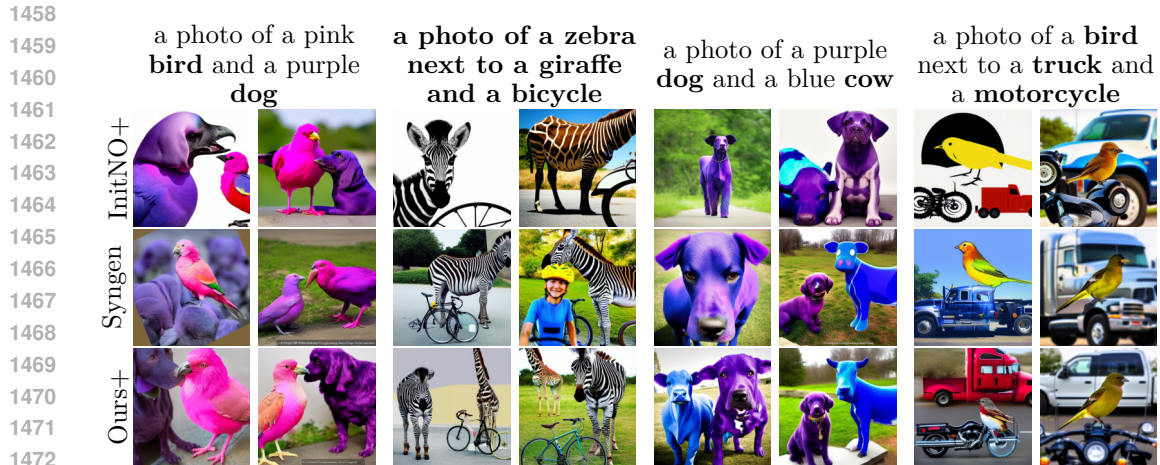 1458
1459
1460
1461
1462
1463
1464
1465
1466
1467
1468
1469
1470
1471
1472
a photo of a pink
bird and a purple
dog
a photo of a zebra
next to a giraffe
and a bicycle
a photo of a purple
dog and a blue cow
a photo of a bird
next to a truck and
a motorcycle
InitNO+
Syngen
Ours+